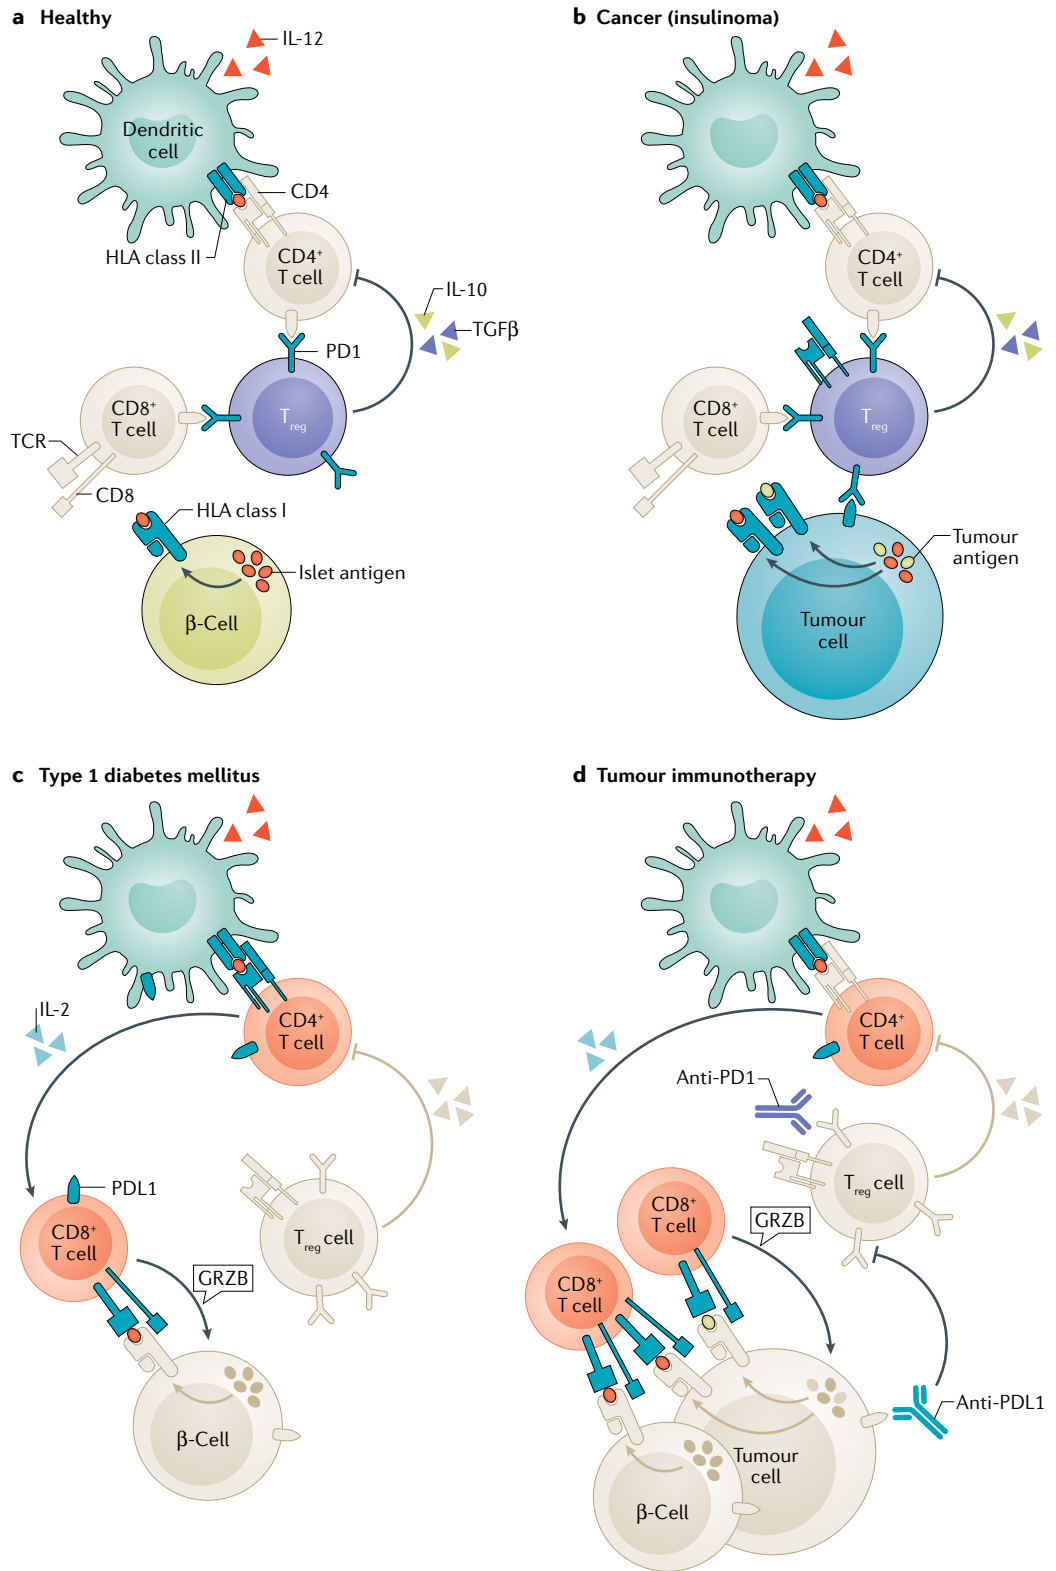 a Healthy
IL-12
Dendritic
cell
CD4
HLA class II
CD4⁺
T cell
IL-10
TGFβ
PD1
CD8⁺
T cell
Treg
TCR
CD8
HLA class I
Islet antigen
β-Cell
b Cancer (insulinoma)
CD4⁺
T cell
CD8⁺
T cell
Treg
Tumour
antigen
Tumour
cell
c Type 1 diabetes mellitus
IL-2
CD4⁺
T cell
PDL1
CD8⁺
T cell
GRZB
Treg cell
β-Cell
d Tumour immunotherapy
CD4⁺
T cell
Anti-PD1
Treg cell
CD8⁺
T cell
GRZB
CD8⁺
T cell
Anti-PDL1
Tumour
cell
β-Cell